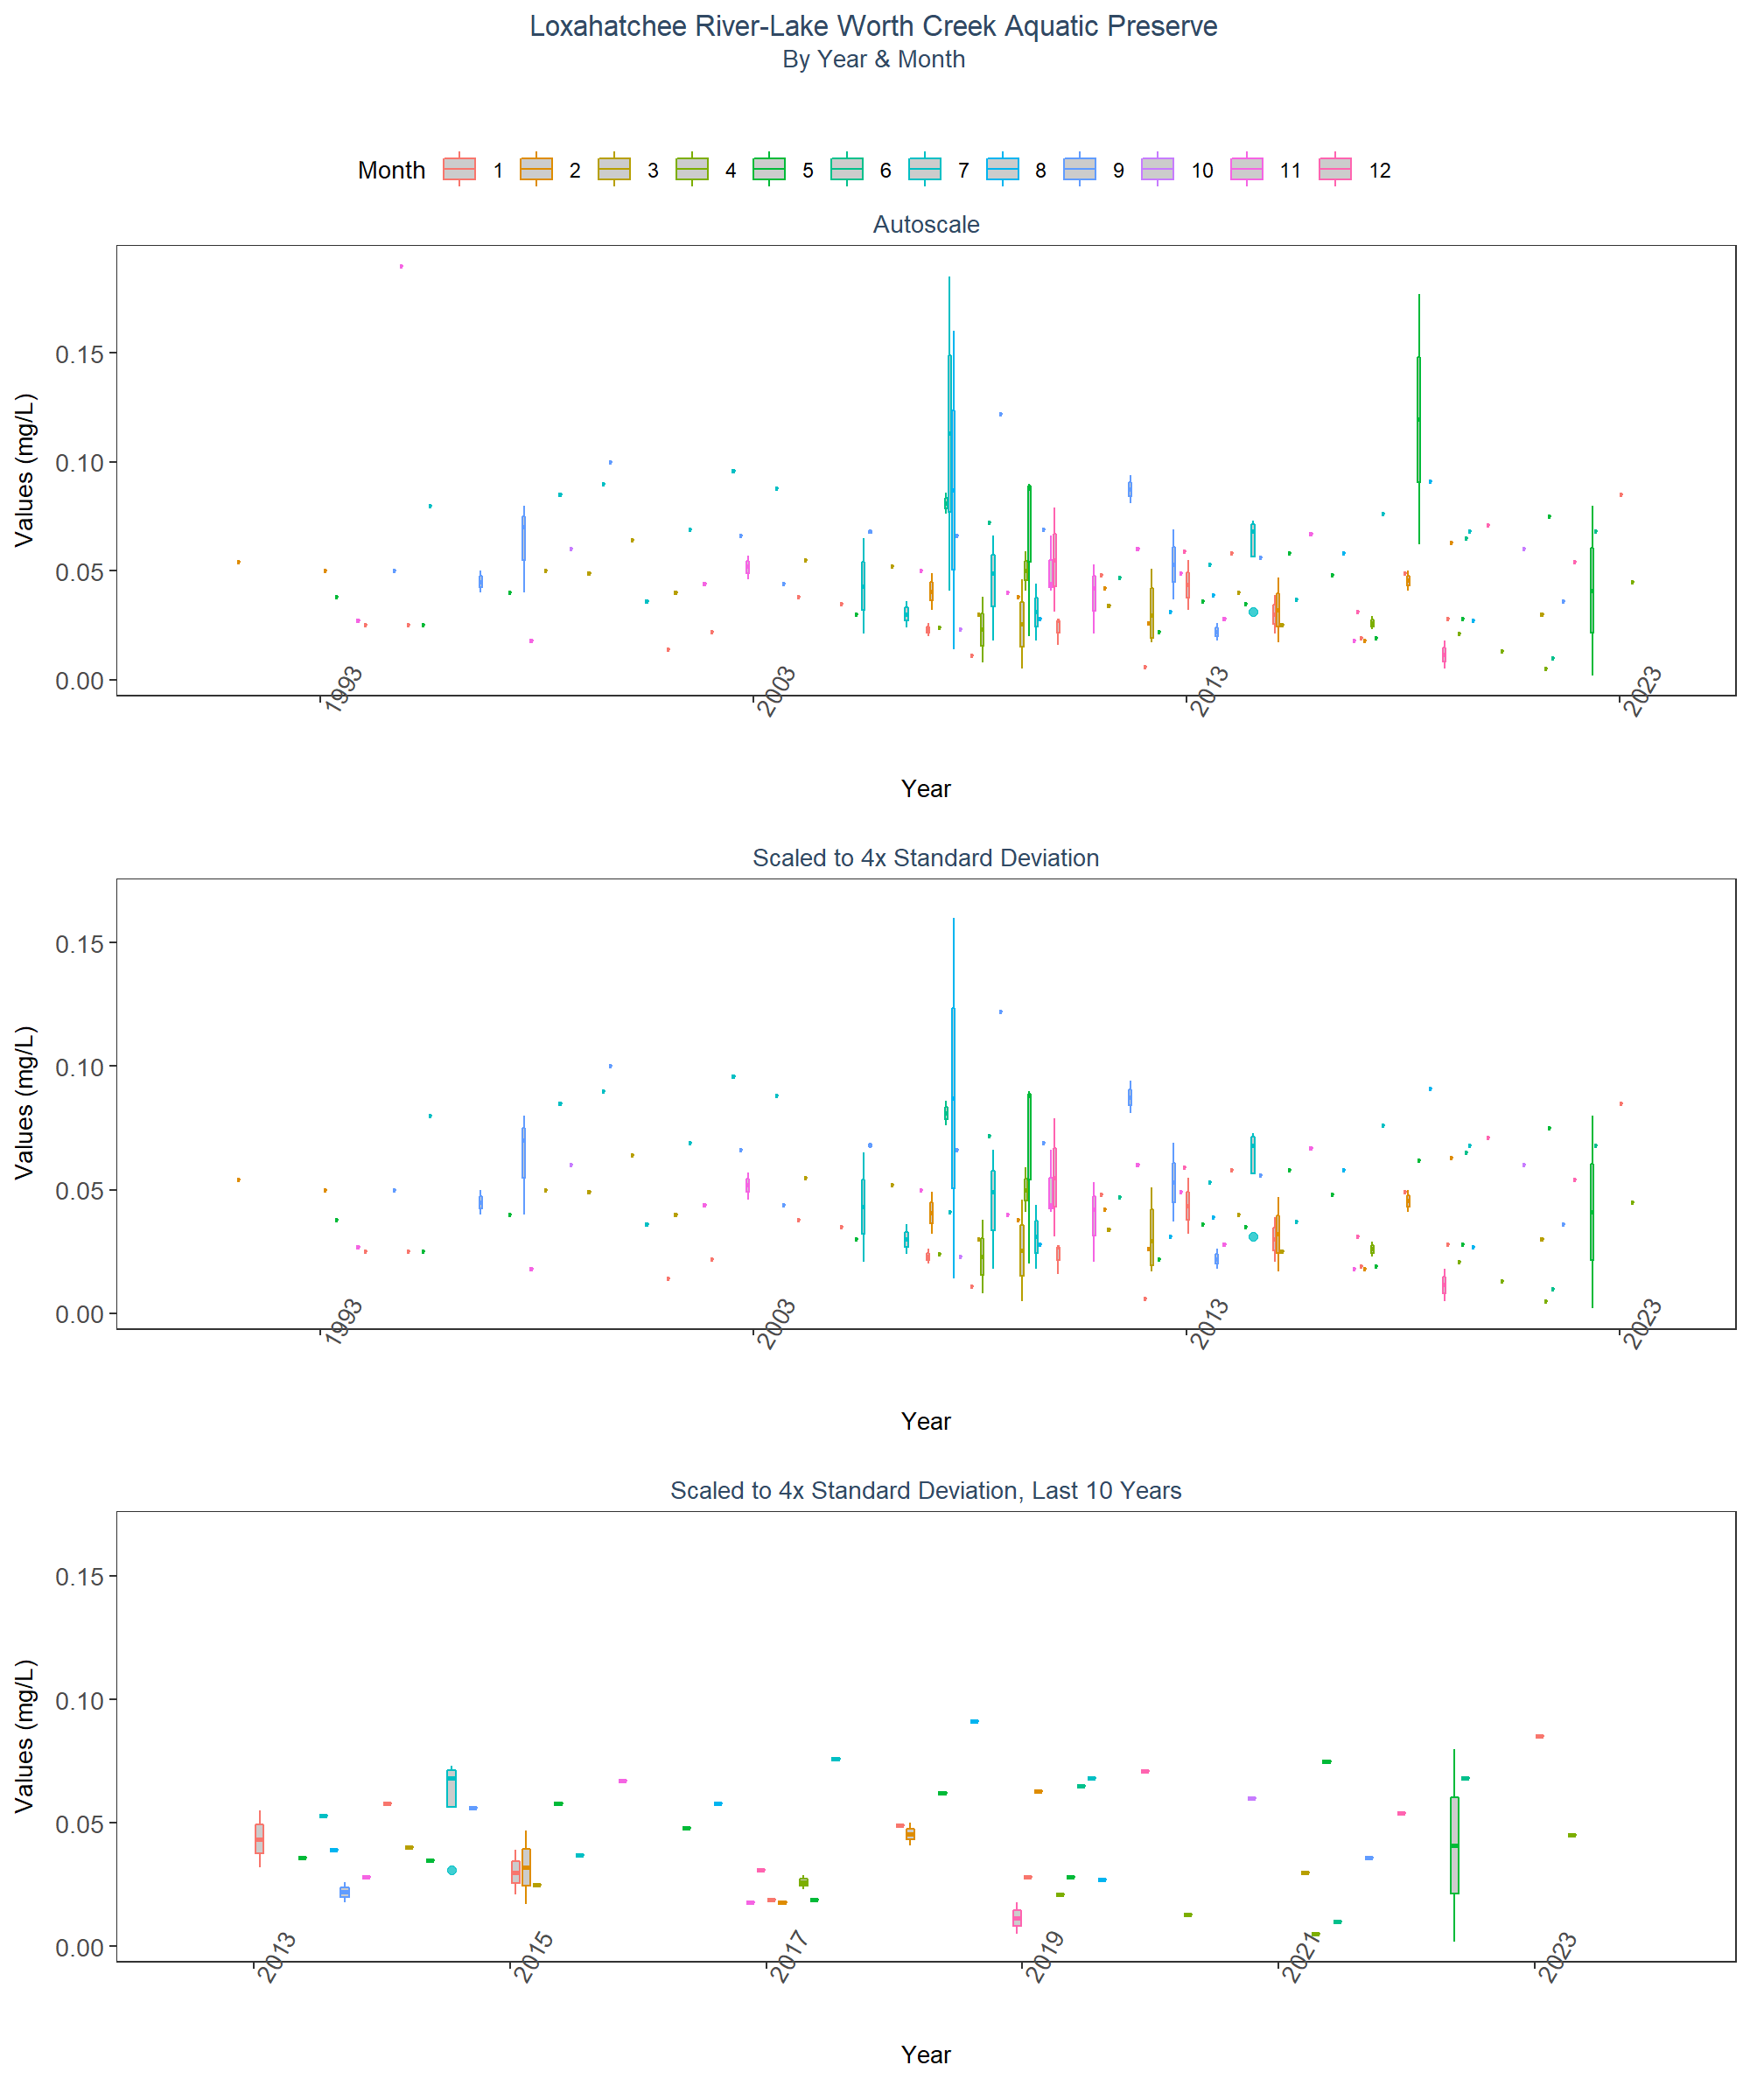 Loxahatchee River-Lake Worth Creek Aquatic Preserve
By Year & Month
Month 1 2 3 4 5 6 7 8 9 10 11 12
Autoscale
Values (mg/L)
0.15
0.10
0.05
0.00
1993 2003 2013 2023
Year
Scaled to 4x Standard Deviation
Values (mg/L)
0.15
0.10
0.05
0.00
1993 2003 2013 2023
Year
Scaled to 4x Standard Deviation, Last 10 Years
Values (mg/L)
0.15
0.10
0.05
0.00
2013 2015 2017 2019 2021 2023
Year